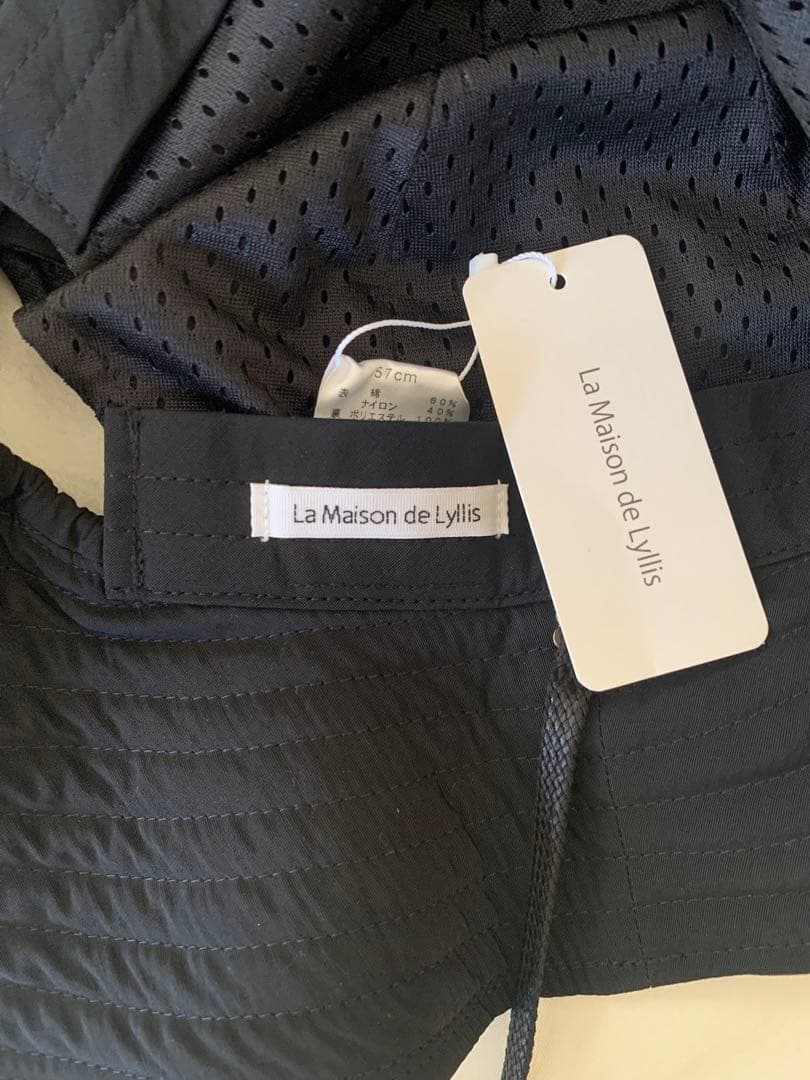 57cm
表 綿 60%
ナイロン 40%
裏 ポリエステル 100%
La Maison de Lyllis
La Maison de Lyllis